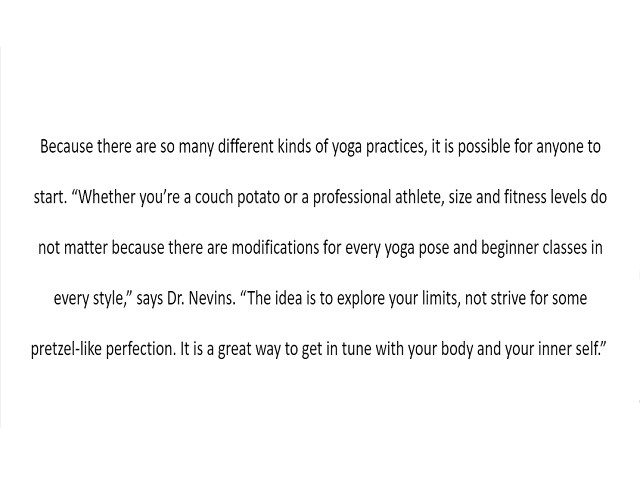 Because there are so many different kinds of yoga practices, it is possible for anyone to
start. “Whether you’re a couch potato or a professional athlete, size and fitness levels do
not matter because there are modifications for every yoga pose and beginner classes in
every style,” says Dr. Nevins. “The idea is to explore your limits, not strive for some
pretzel-like perfection. It is a great way to get in tune with your body and your inner self.”